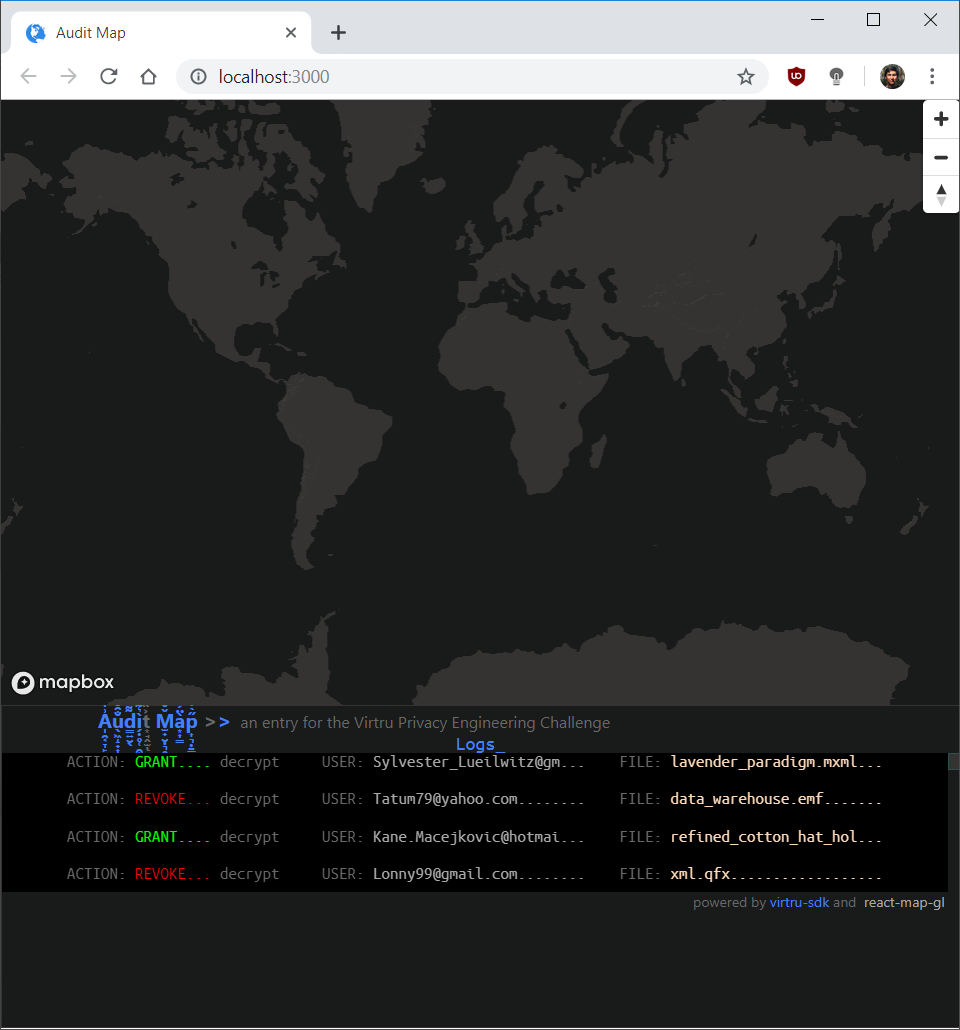 Audit Map
localhost:3000
mapbox
Audit Map >> an entry for the Virtru Privacy Engineering Challenge
Logs_
ACTION: GRANT.... decrypt USER: Sylvester_Lueilwitz@gm... FILE: lavender_paradigm.mxml...
ACTION: REVOKE... decrypt USER: Tatum79@yahoo.com........ FILE: data_warehouse.emf.......
ACTION: GRANT.... decrypt USER: Kane.Macejkovic@hotmai... FILE: refined_cotton_hat_hol...
ACTION: REVOKE... decrypt USER: Lonny99@gmail.com........ FILE: xml.qfx..................
powered by virtru-sdk and react-map-gl